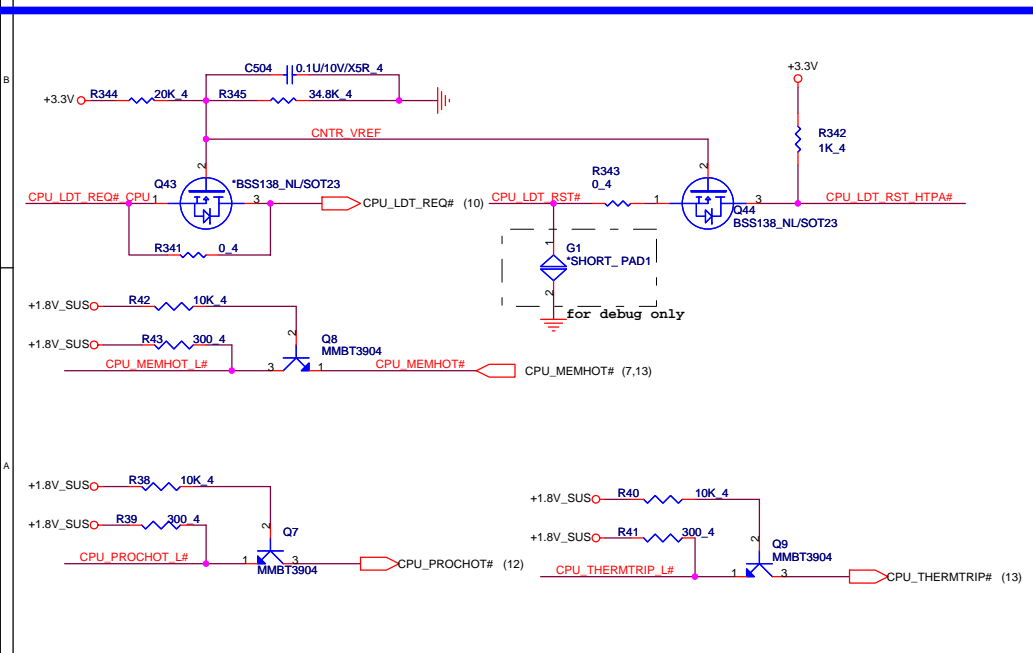 B
C504 0.1U/10V/X5R_4
+3.3V R344 20K_4 R345 34.8K_4
+3.3V
R342
1K_4
CNTR_VREF
2
Q43 *BSS138_NL/SOT23
CPU_LDT_REQ#_CPU 1 3 CPU_LDT_REQ# (10)
R341 0_4
CPU_LDT_RST# R343
0_4
1 2 3 CPU_LDT_RST_HTPA#
Q44
BSS138_NL/SOT23
1
G1
*SHORT_ PAD1
2
for debug only
+1.8V_SUS R42 10K_4
+1.8V_SUS R43 300_4
2
Q8
MMBT3904
CPU_MEMHOT_L# 3 1 CPU_MEMHOT# CPU_MEMHOT# (7,13)
A
+1.8V_SUS R38 10K_4
+1.8V_SUS R39 300_4
2
Q7
CPU_PROCHOT_L# 1 3 CPU_PROCHOT# (12)
MMBT3904
+1.8V_SUS R40 10K_4
+1.8V_SUS R41 300_4
2
Q9
MMBT3904
CPU_THERMTRIP_L# 1 3 CPU_THERMTRIP# (13)